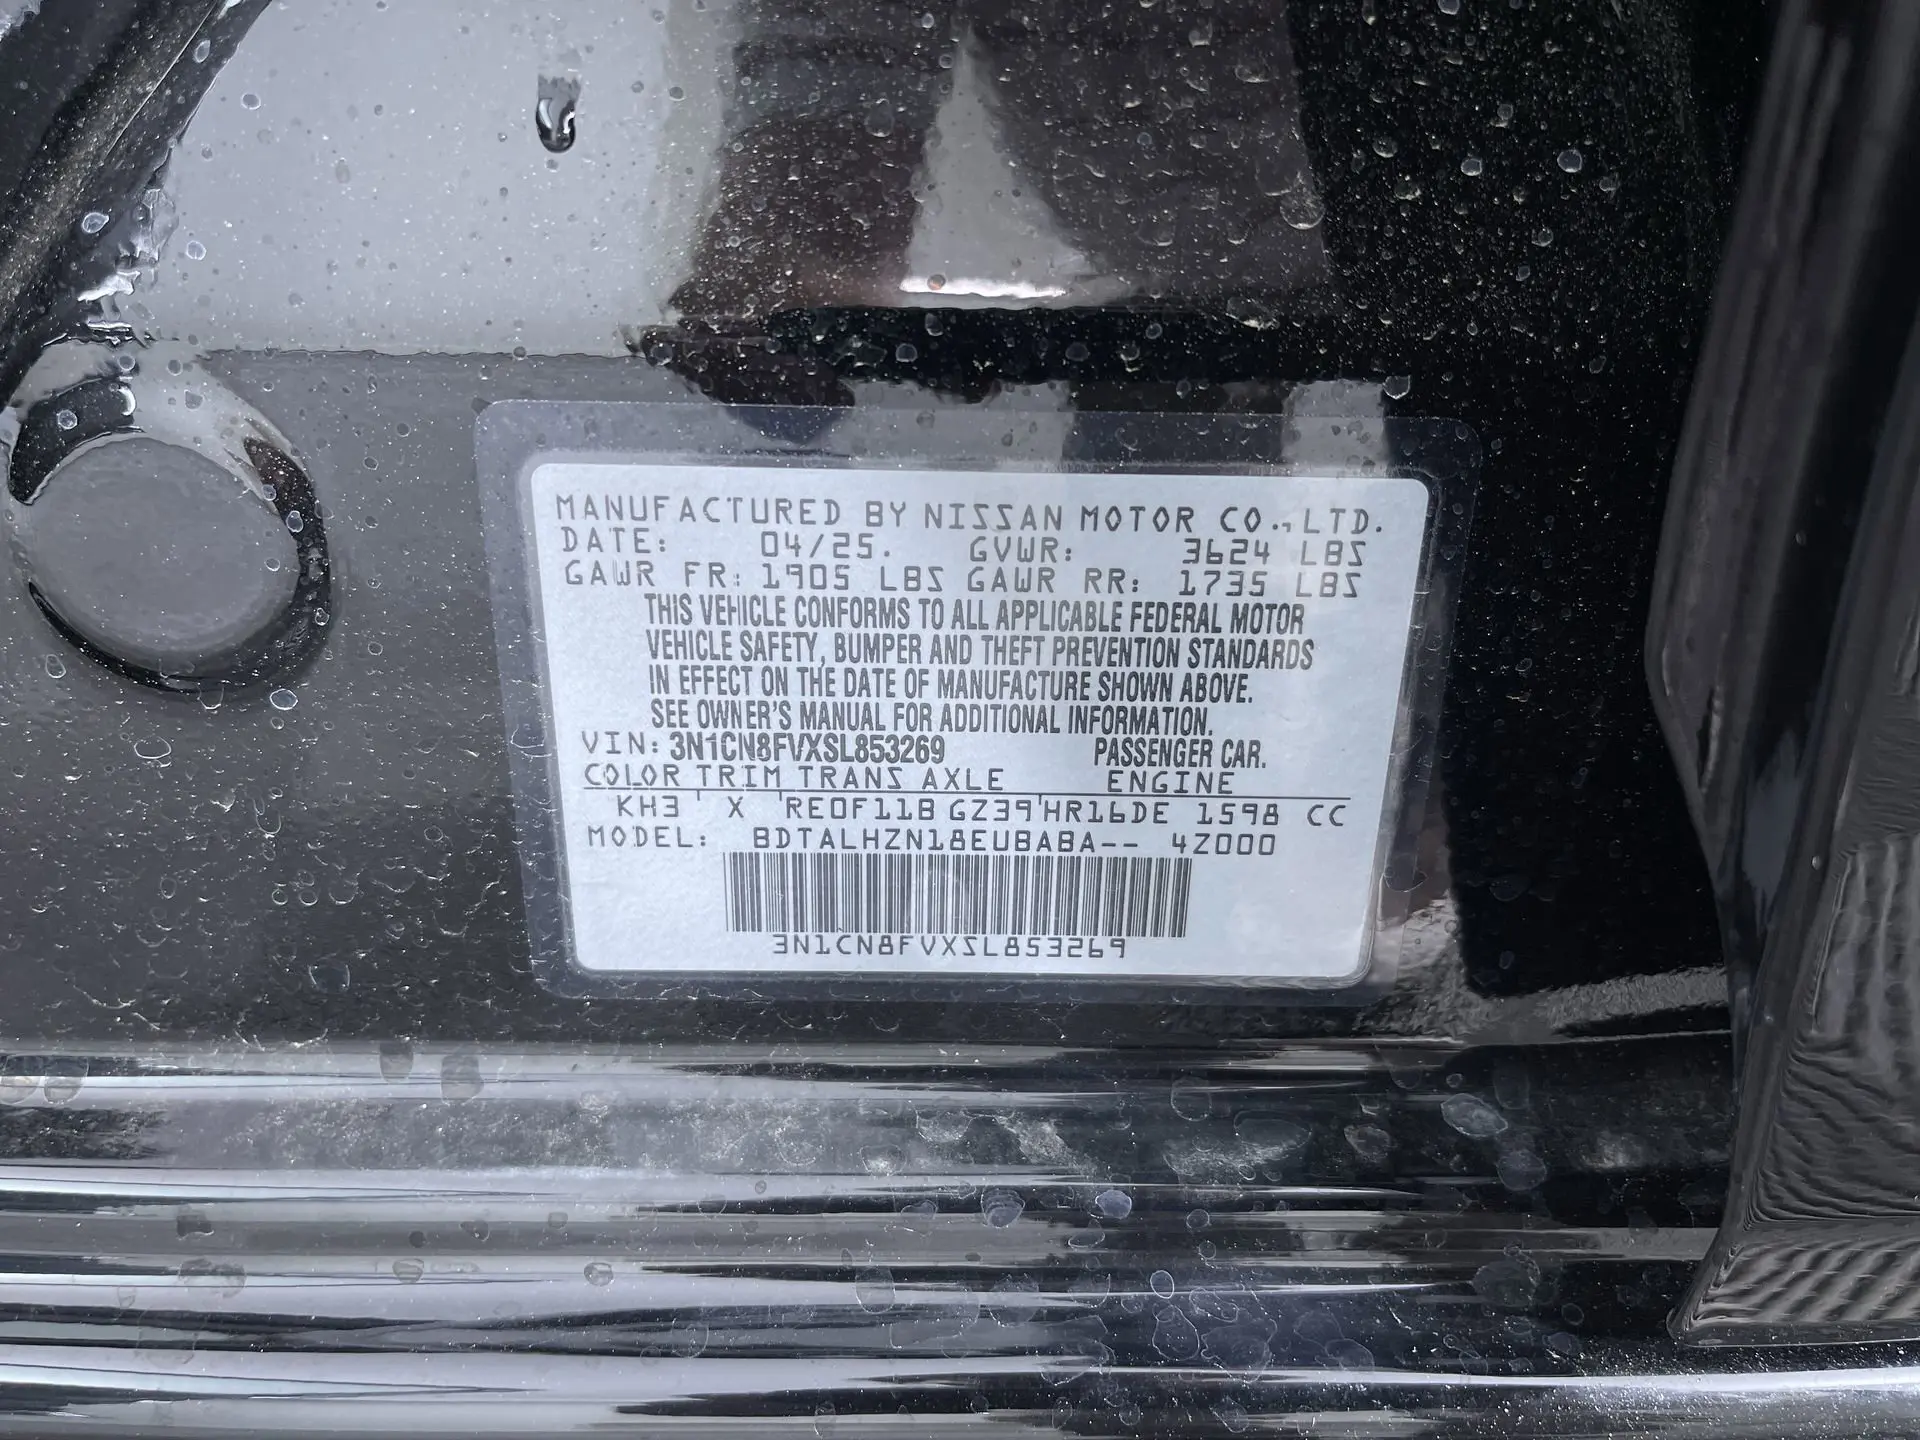 MANUFACTURED BY NISSAN MOTOR CO., LTD.
DATE: 04/25. GVWR: 3624 LBS
GAWR FR: 1905 LBS GAWR RR: 1735 LBS
THIS VEHICLE CONFORMS TO ALL APPLICABLE FEDERAL MOTOR
VEHICLE SAFETY, BUMPER AND THEFT PREVENTION STANDARDS
IN EFFECT ON THE DATE OF MANUFACTURE SHOWN ABOVE.
SEE OWNER'S MANUAL FOR ADDITIONAL INFORMATION.
VIN: 3N1CN8FVXSL853269 PASSENGER CAR.
COLOR TRIM TRANS AXLE ENGINE
KH3 X RE0F11B GZ39 HR16DE 1598 CC
MODEL: BDTALHZN18EUBABA-- 4Z000
3N1CN8FVXSL853269